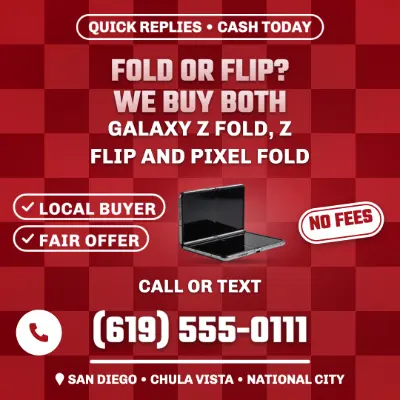 QUICK REPLIES • CASH TODAY
FOLD OR FLIP?
WE BUY BOTH
GALAXY Z FOLD, Z
FLIP AND PIXEL FOLD
LOCAL BUYER
FAIR OFFER
NO FEES
CALL OR TEXT
(619) 555-0111
SAN DIEGO • CHULA VISTA • NATIONAL CITY